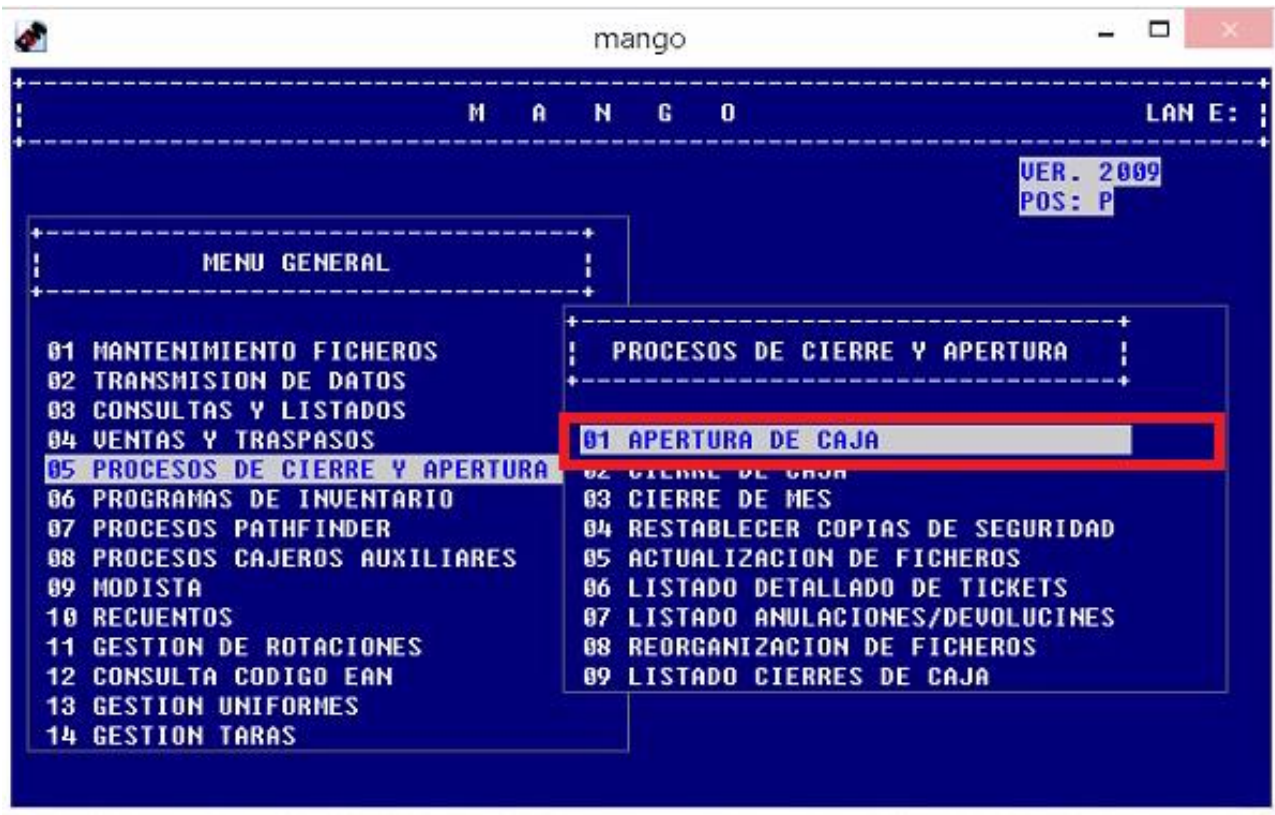 mango
M A N G O LAN E:
VER. 2009
POS: P
MENU GENERAL
01 MANTENIMIENTO FICHEROS
02 TRANSMISION DE DATOS
03 CONSULTAS Y LISTADOS
04 VENTAS Y TRASPASOS
05 PROCESOS DE CIERRE Y APERTURA
06 PROGRAMAS DE INVENTARIO
07 PROCESOS PATHFINDER
08 PROCESOS CAJEROS AUXILIARES
09 MODISTA
10 RECUENTOS
11 GESTION DE ROTACIONES
12 CONSULTA CODIGO EAN
13 GESTION UNIFORMES
14 GESTION TARAS
PROCESOS DE CIERRE Y APERTURA
01 APERTURA DE CAJA
02 CIERRE DE CAJA
03 CIERRE DE MES
04 RESTABLECER COPIAS DE SEGURIDAD
05 ACTUALIZACION DE FICHEROS
06 LISTADO DETALLADO DE TICKETS
07 LISTADO ANULACIONES/DEVOLUCINES
08 REORGANIZACION DE FICHEROS
09 LISTADO CIERRES DE CAJA